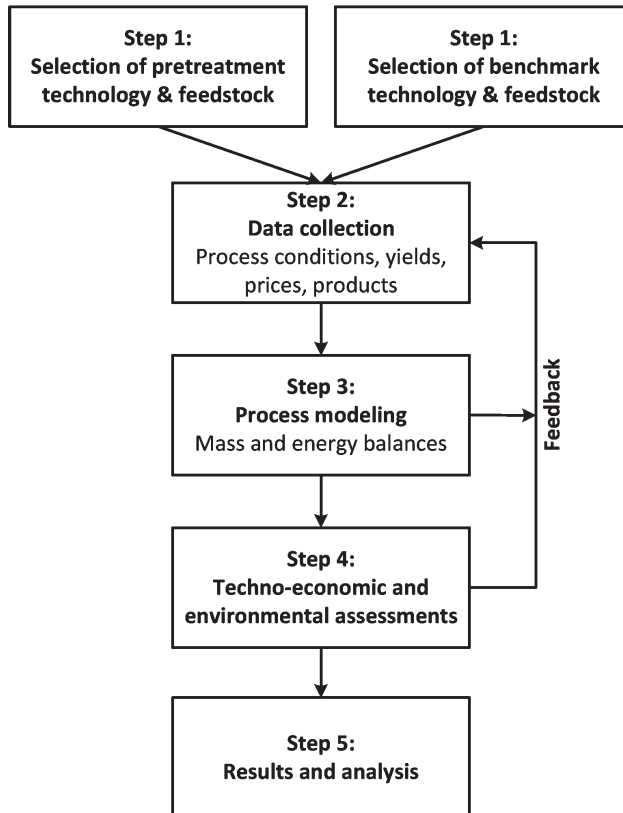 Step 1:
Selection of pretreatment
technology & feedstock
Step 1:
Selection of benchmark
technology & feedstock
Step 2:
Data collection
Process conditions, yields,
prices, products
Step 3:
Process modeling
Mass and energy balances
Feedback
Step 4:
Techno-economic and
environmental assessments
Step 5:
Results and analysis